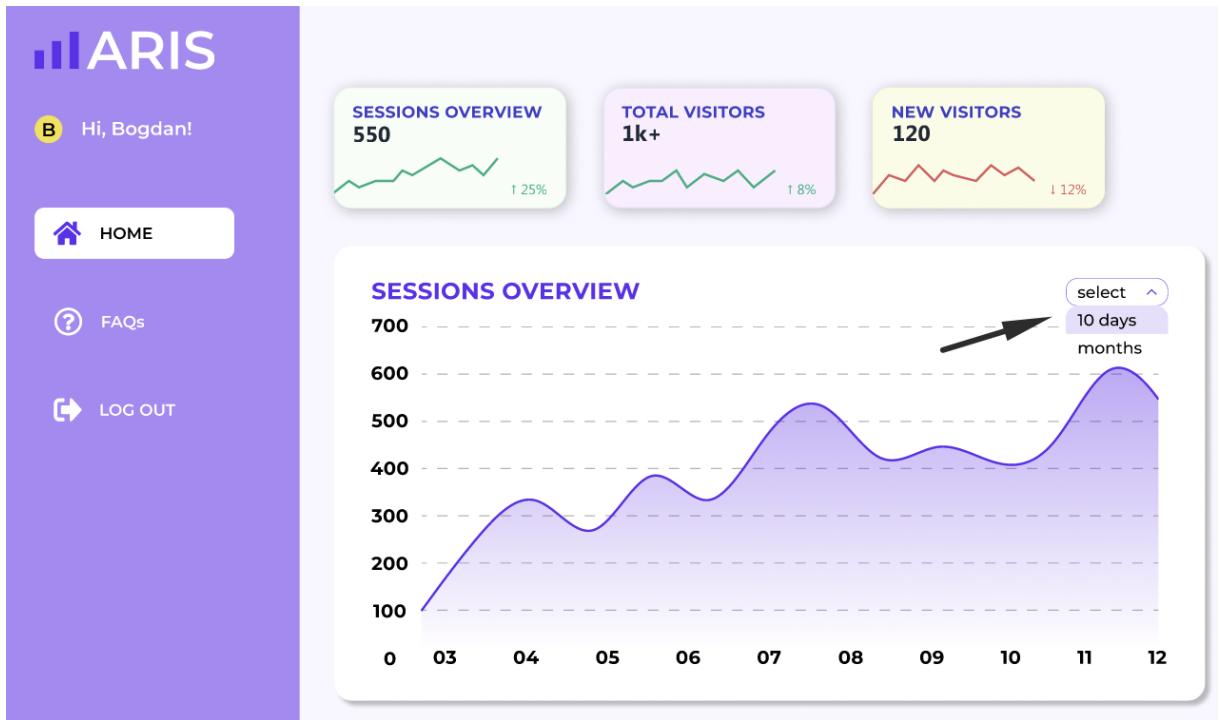 ARIS
B Hi, Bogdan!
HOME
FAQs
LOG OUT
SESSIONS OVERVIEW
550
↑ 25%
TOTAL VISITORS
1k+
↑ 8%
NEW VISITORS
120
↓ 12%
SESSIONS OVERVIEW
select
10 days
months
700
600
500
400
300
200
100
0 03 04 05 06 07 08 09 10 11 12